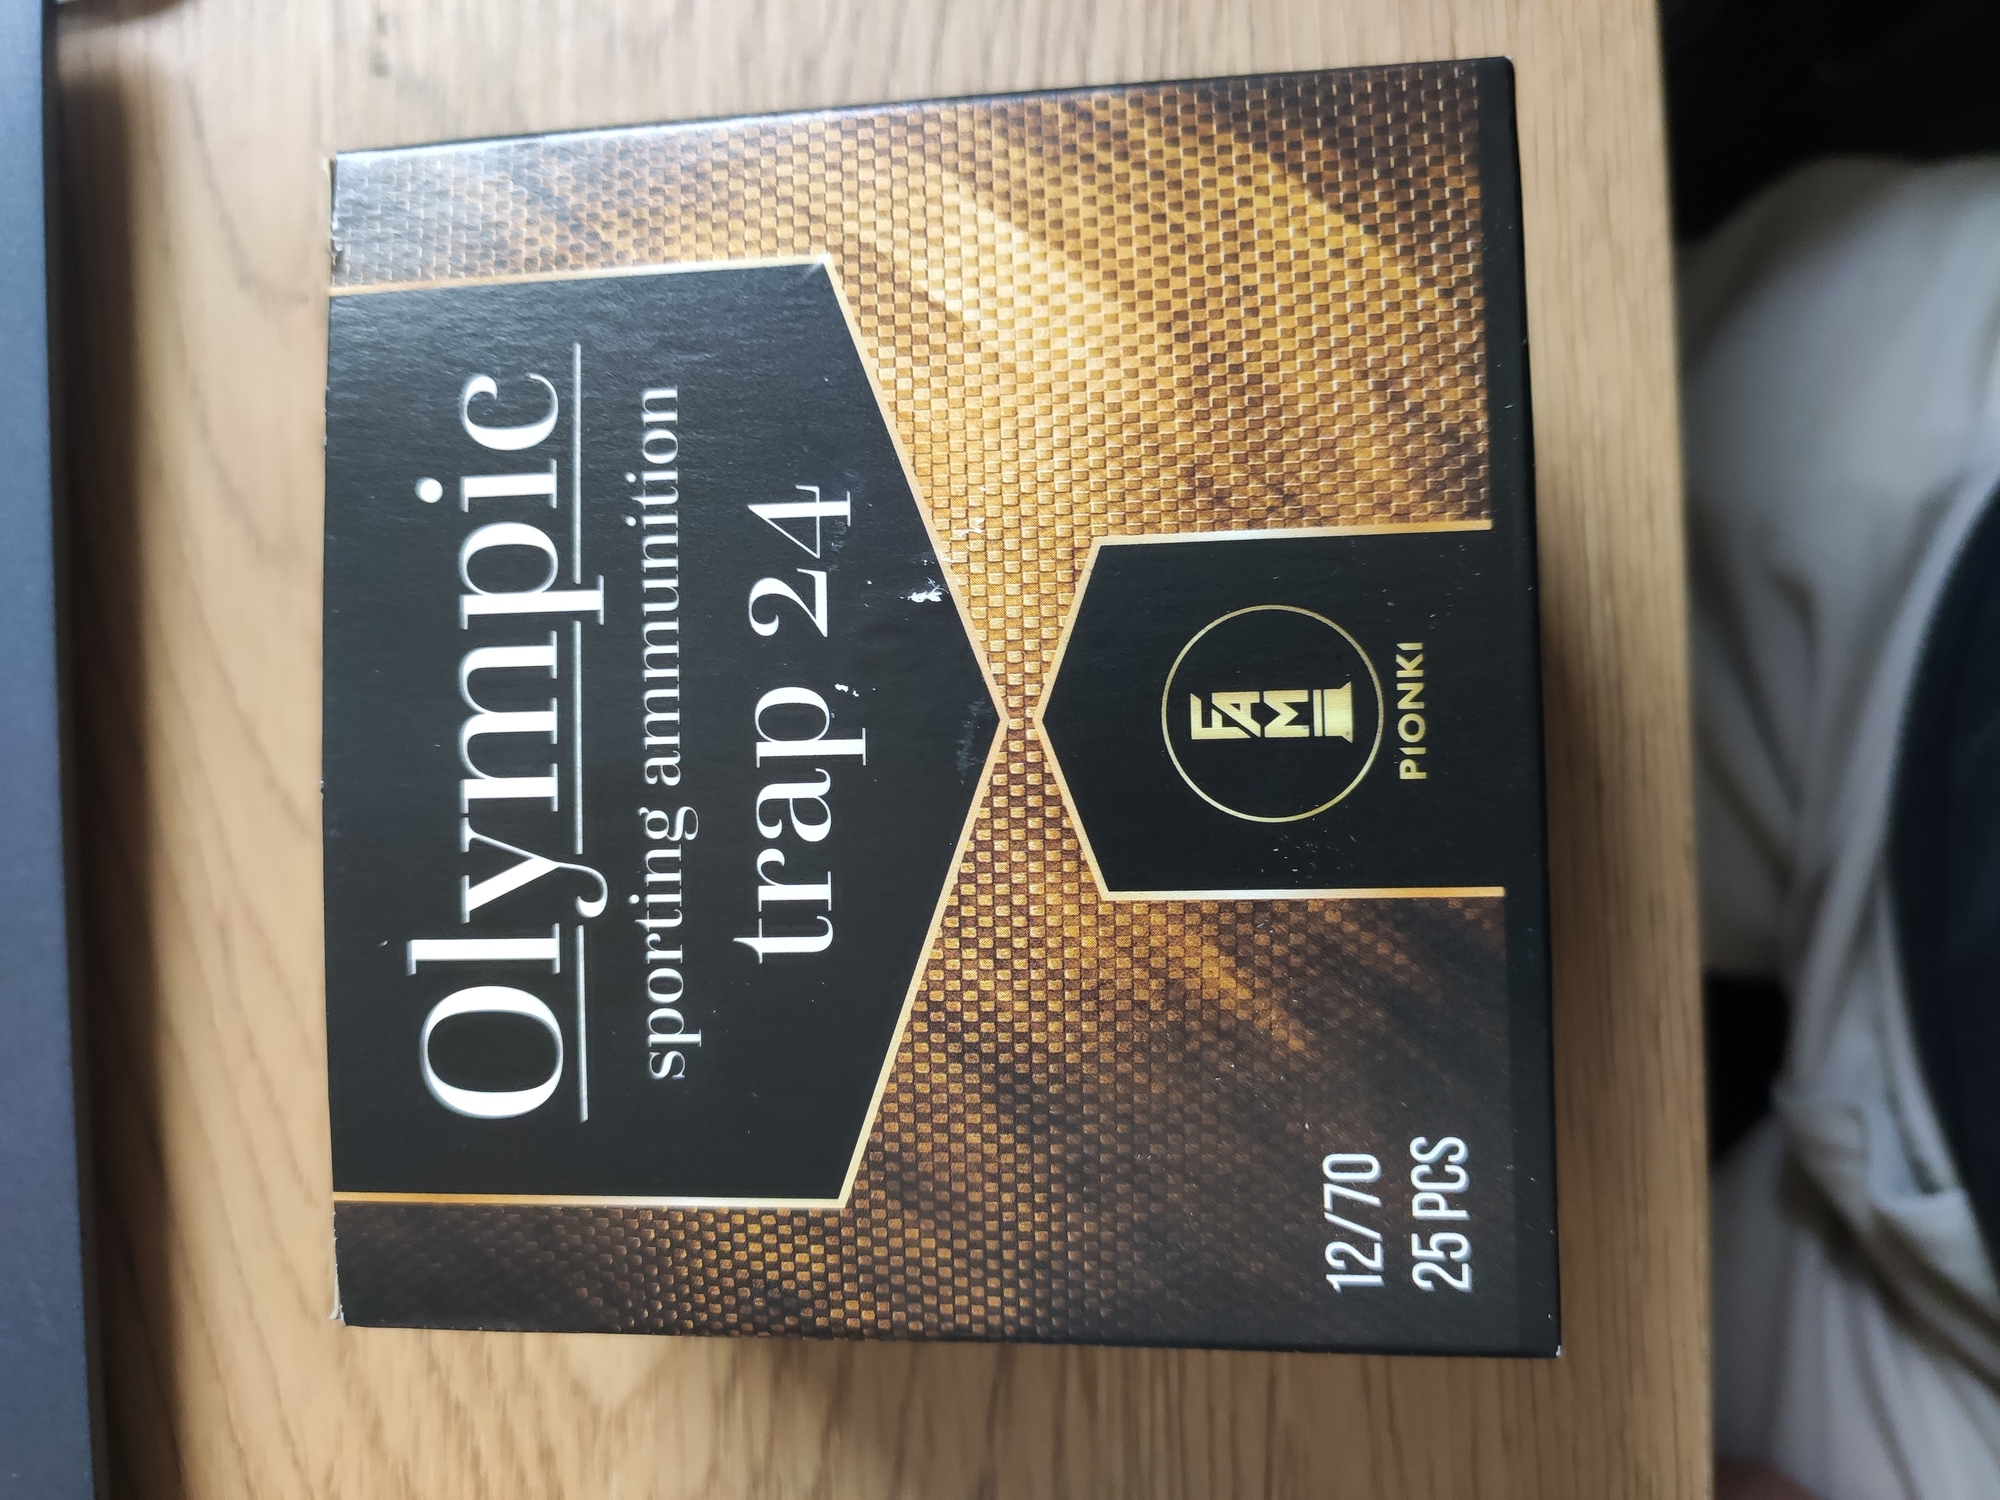 Olympic
sporting ammunition
trap 24
FAM
PIONKI
12/70
25 PCS